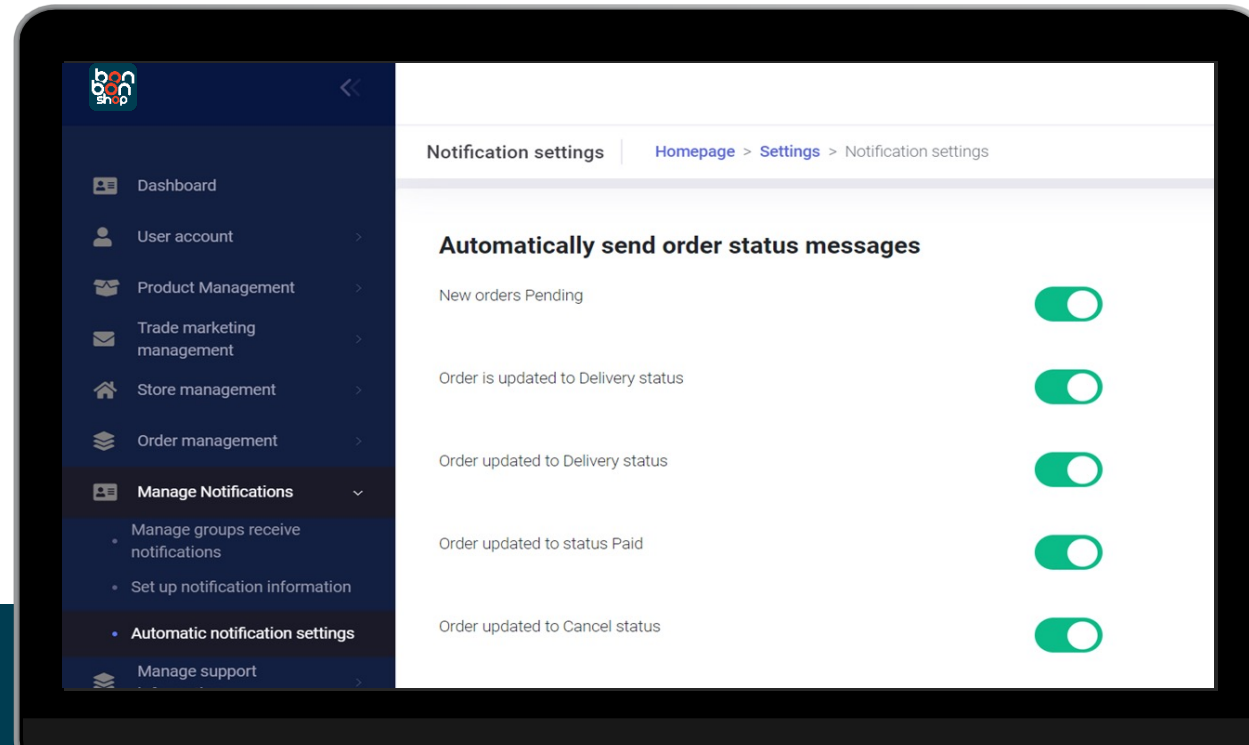 bon
bon
shop
Dashboard
User account
Product Management
Trade marketing
management
Store management
Order management
Manage Notifications
Manage groups receive
notifications
Set up notification information
Automatic notification settings
Manage support
Notification settings
Homepage > Settings > Notification settings
Automatically send order status messages
New orders Pending
Order is updated to Delivery status
Order updated to Delivery status
Order updated to status Paid
Order updated to Cancel status